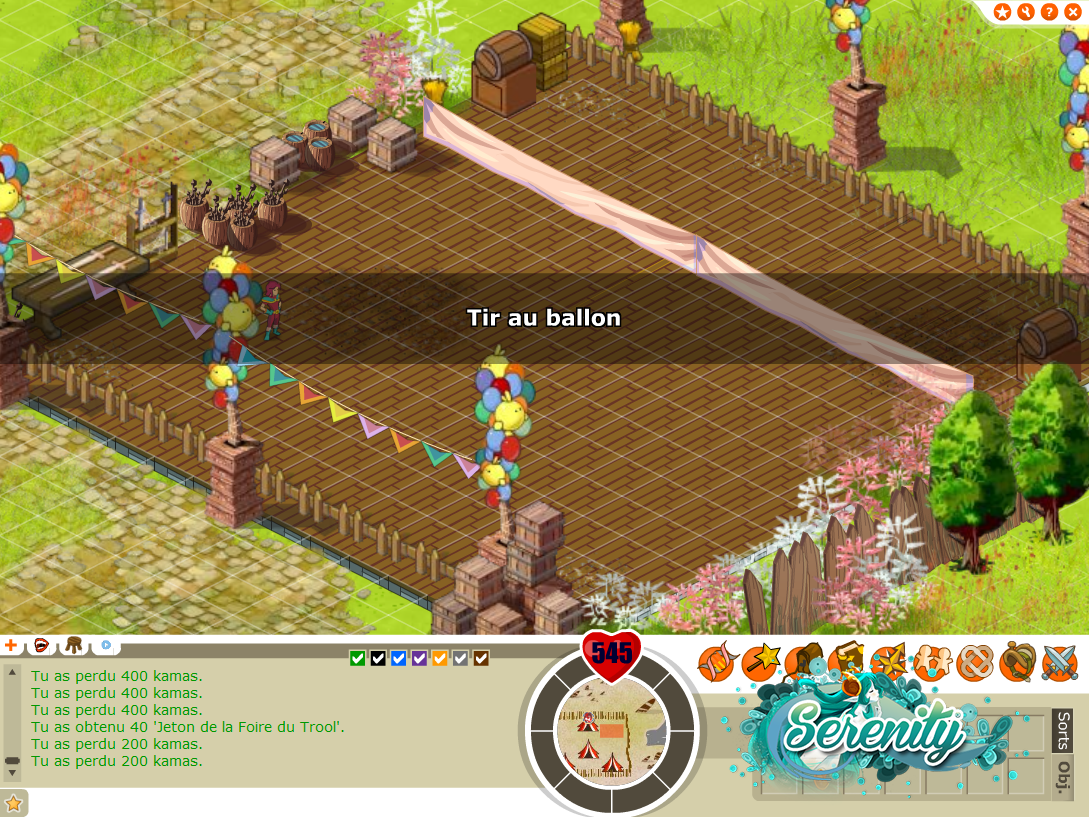 Tir au ballon
Tu as perdu 400 kamas.
Tu as perdu 400 kamas.
Tu as perdu 400 kamas.
Tu as obtenu 40 'Jeton de la Foire du Trool'.
Tu as perdu 200 kamas.
Tu as perdu 200 kamas.
545
Serenity
Sorts
Obj.